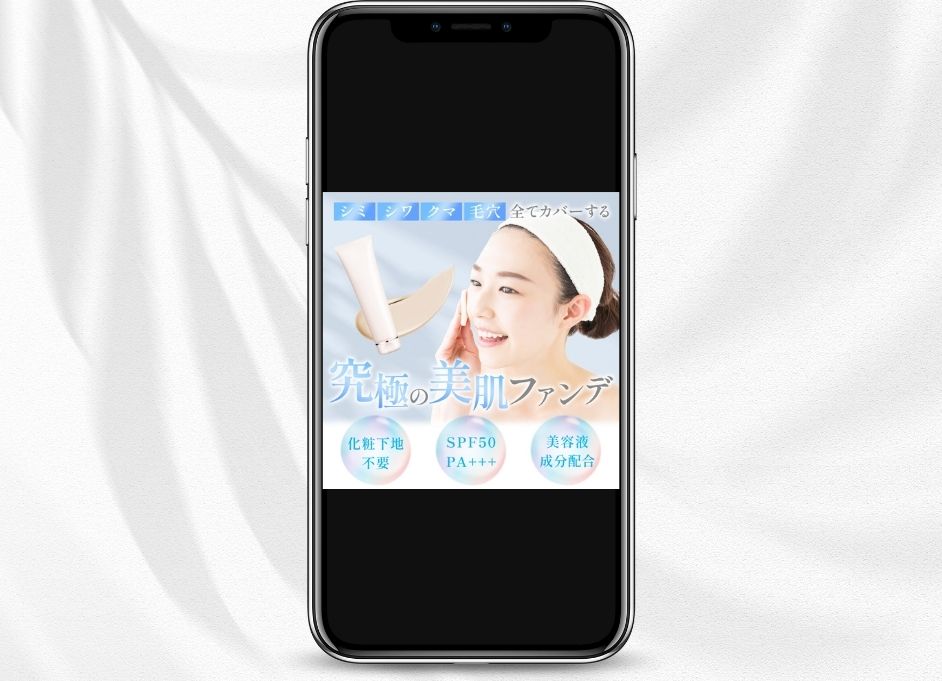 シミ シワ クマ 毛穴 全てカバーする
究極の美肌ファンデ
化粧下地
不要
SPF50
PA+++
美容液
成分配合